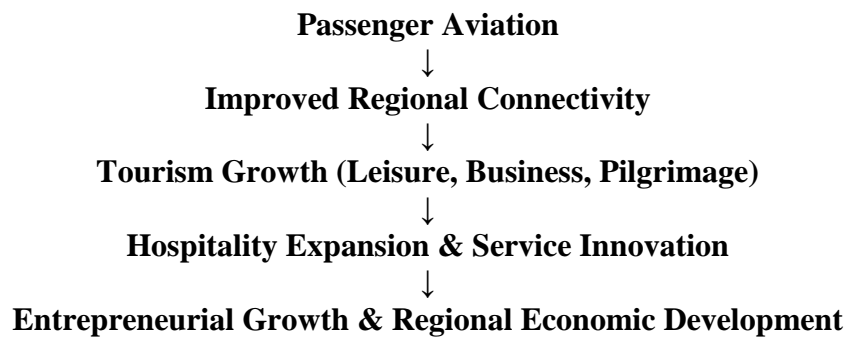 Passenger Aviation
↓
Improved Regional Connectivity
↓
Tourism Growth (Leisure, Business, Pilgrimage)
↓
Hospitality Expansion & Service Innovation
↓
Entrepreneurial Growth & Regional Economic Development